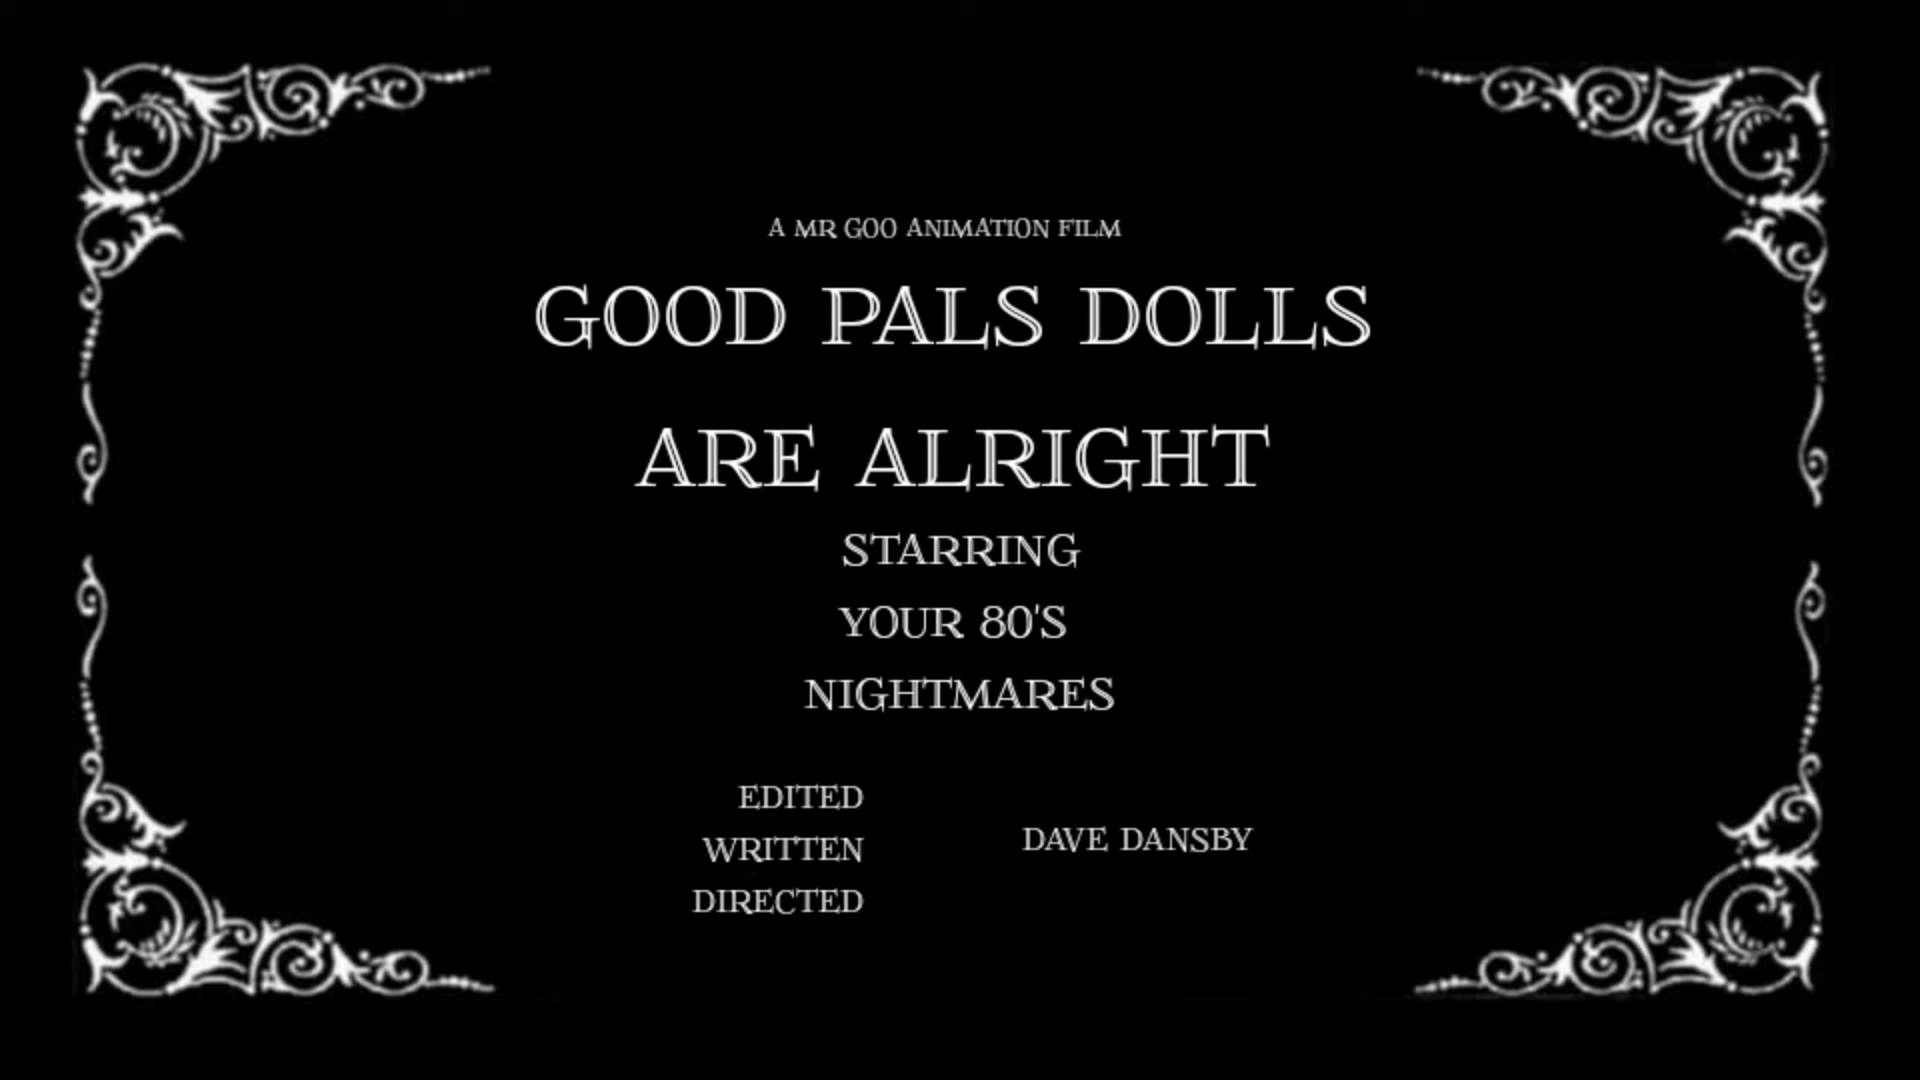 A MR GOO ANIMATION FILM
GOOD PALS DOLLS
ARE ALRIGHT
STARRING
YOUR 80'S
NIGHTMARES
EDITED
WRITTEN
DIRECTED
DAVE DANSBY